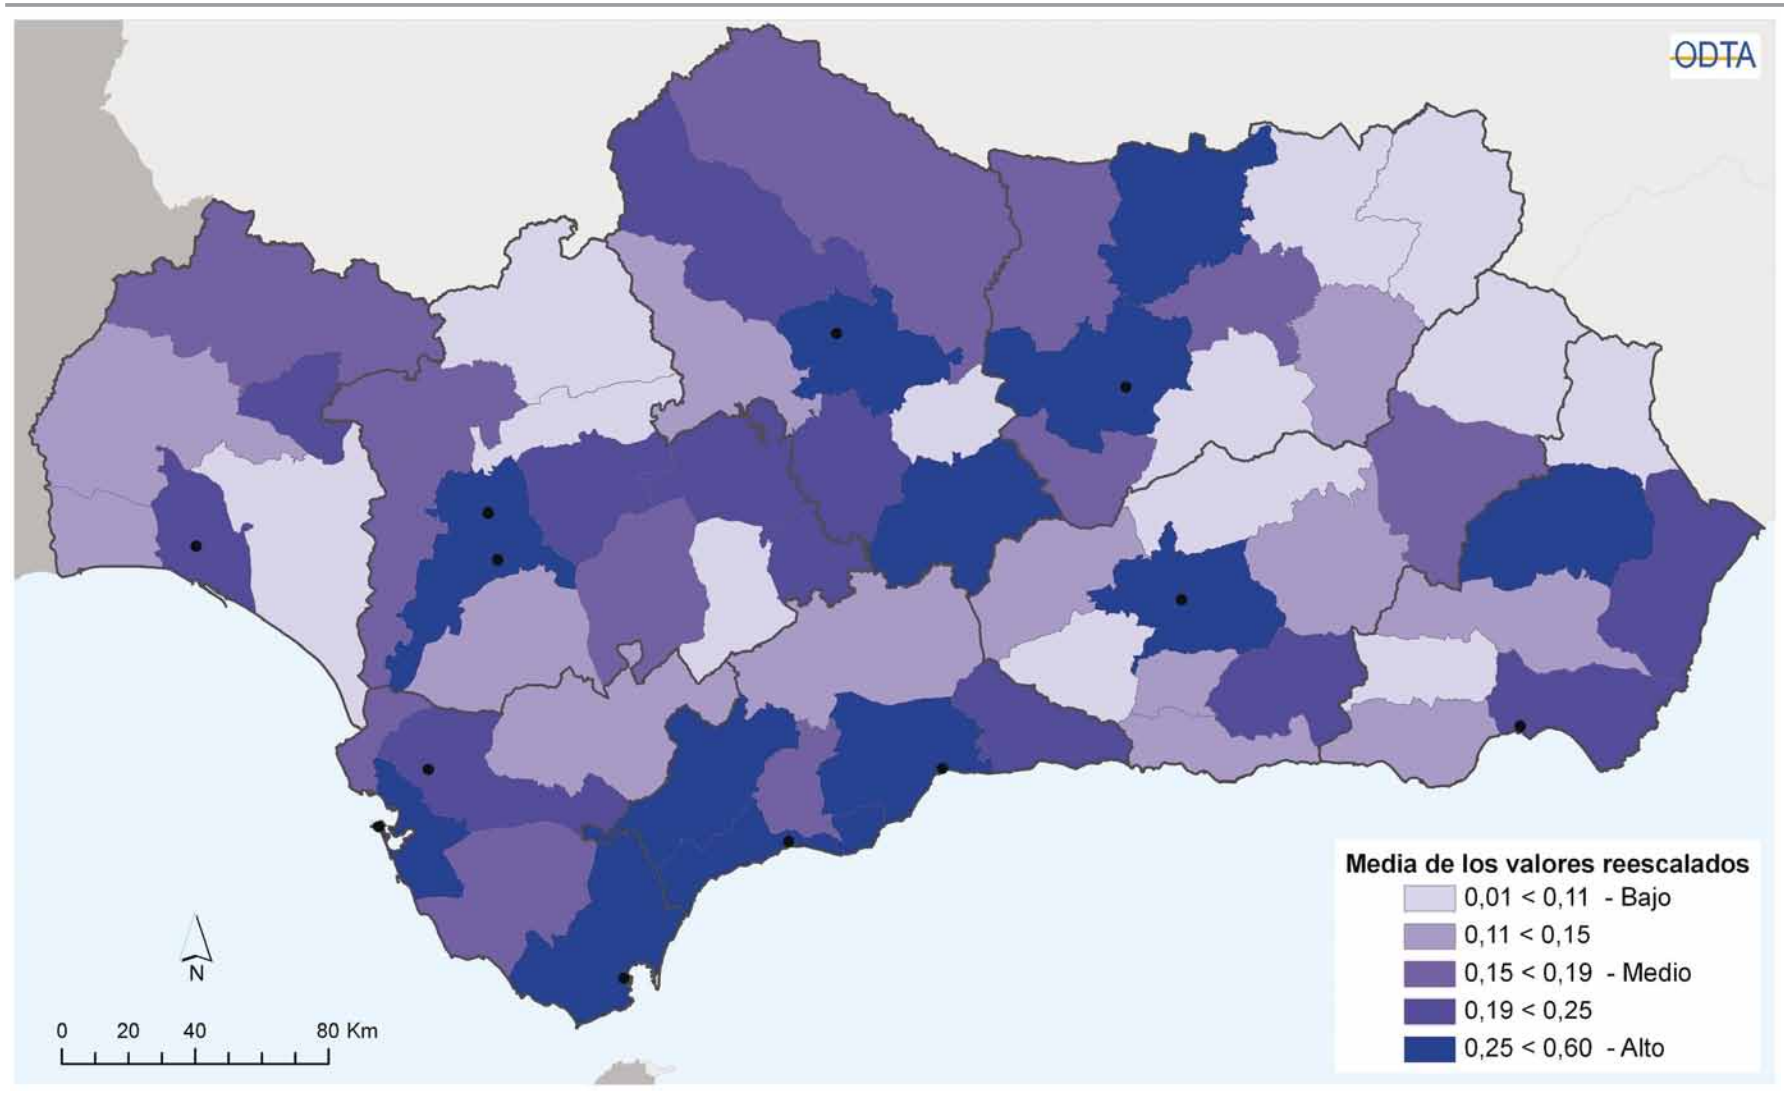 ODTA
Media de los valores reescalados
0,01 < 0,11 - Bajo
0,11 < 0,15
0,15 < 0,19 - Medio
0,19 < 0,25
0,25 < 0,60 - Alto
N
0 20 40 80 Km